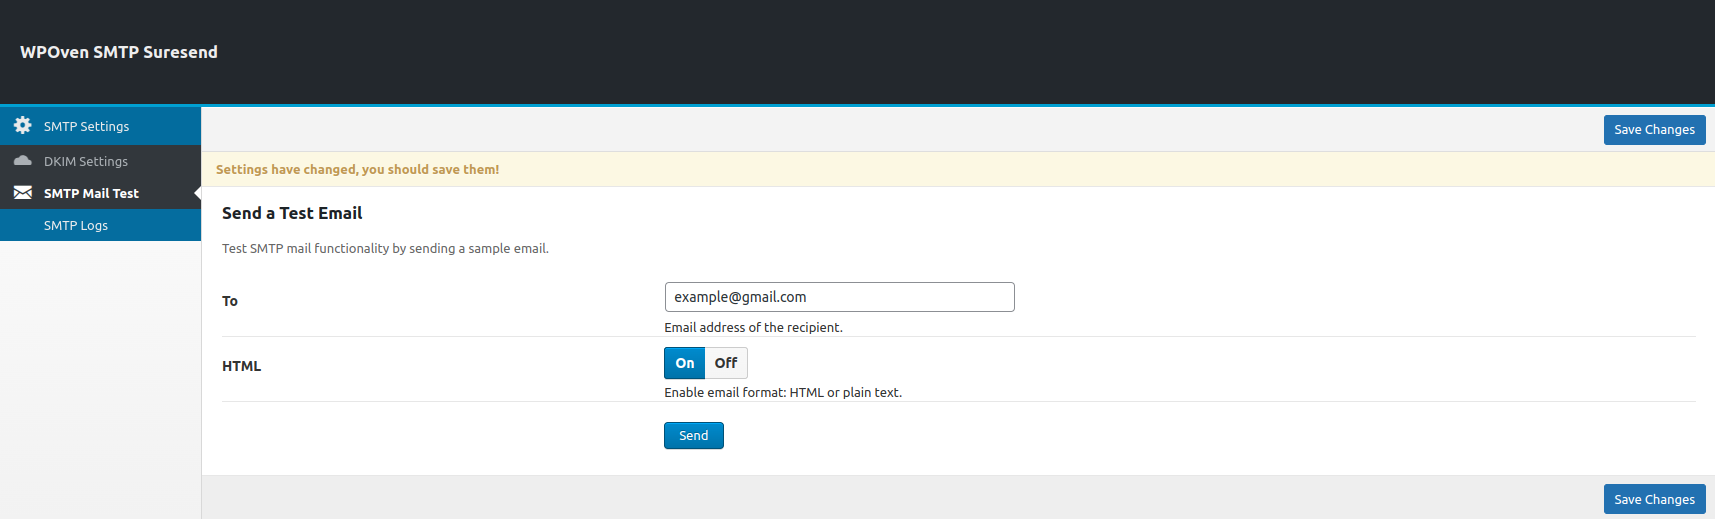 WPOven SMTP Suresend
SMTP Settings
DKIM Settings
SMTP Mail Test
SMTP Logs
Save Changes
Settings have changed, you should save them!
Send a Test Email
Test SMTP mail functionality by sending a sample email.
To
example@gmail.com
Email address of the recipient.
HTML
On Off
Enable email format: HTML or plain text.
Send
Save Changes